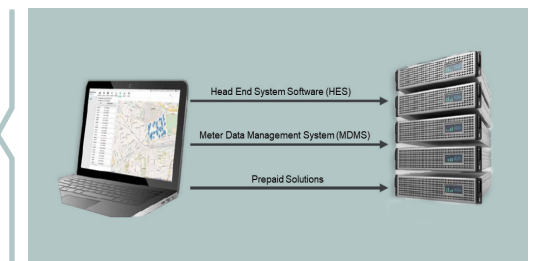 Head End System Software (HES)
Meter Data Management System (MDMS)
Prepaid Solutions